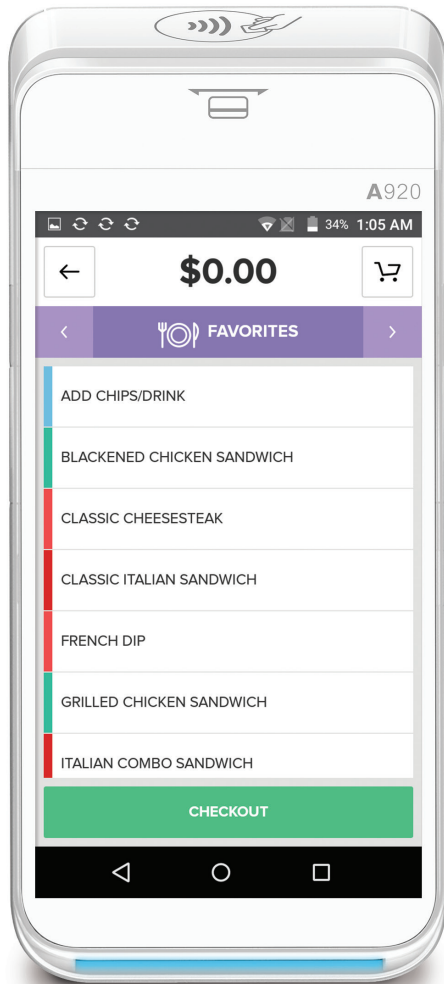 A920
34% 1:05 AM
$0.00
FAVORITES
ADD CHIPS/DRINK
BLACKENED CHICKEN SANDWICH
CLASSIC CHEESESTEAK
CLASSIC ITALIAN SANDWICH
FRENCH DIP
GRILLED CHICKEN SANDWICH
ITALIAN COMBO SANDWICH
CHECKOUT